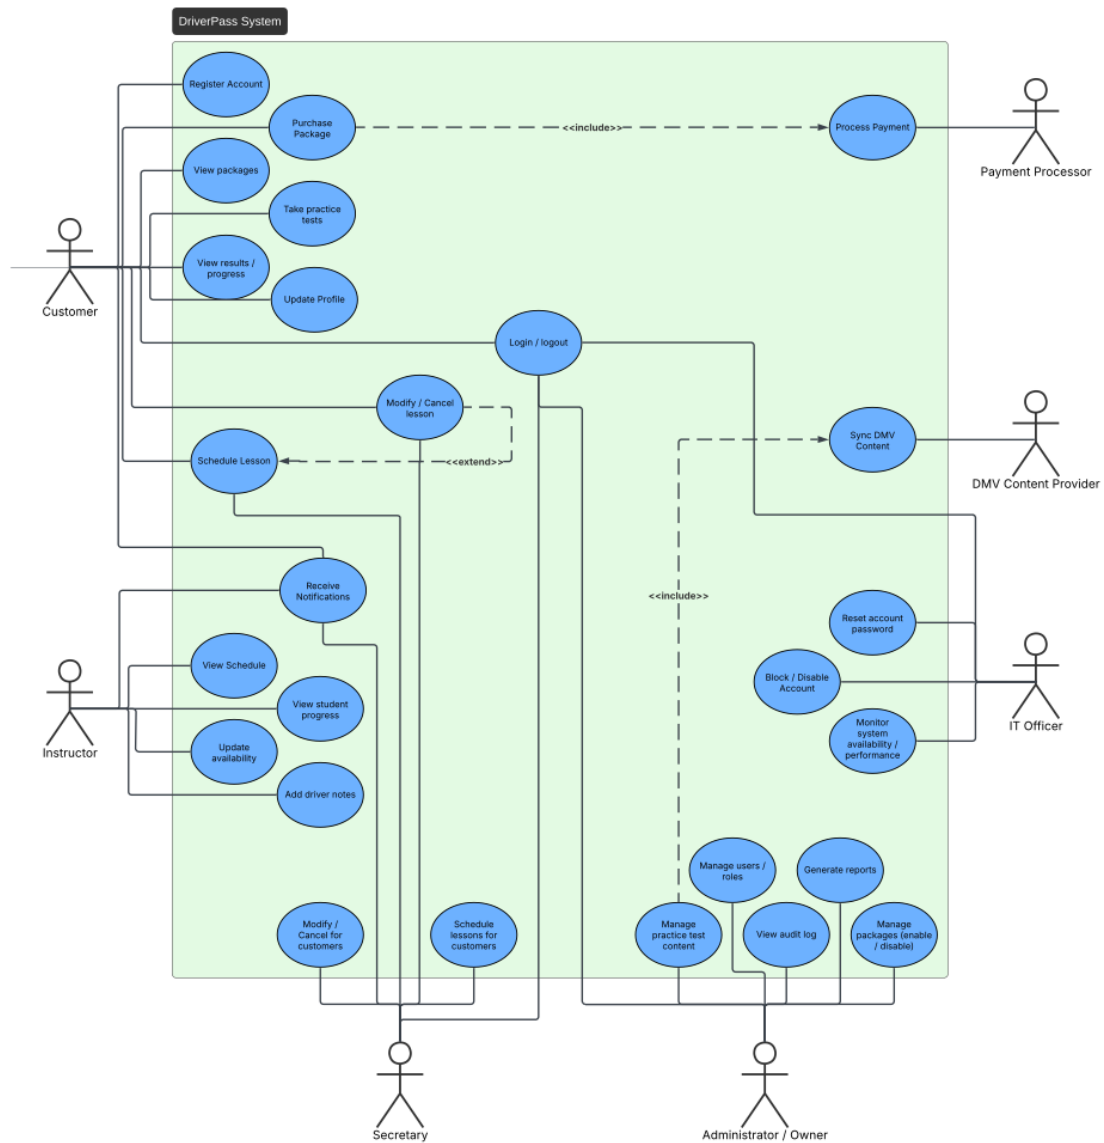 DriverPass System
Register Account
Purchase
Package
<<include>>
Process Payment
Payment Processor
View packages
Take practice
tests
View results /
progress
Customer
Update Profile
Login / logout
Modify / Cancel
lesson
Schedule Lesson
<<extend>>
Sync DMV
Content
DMV Content Provider
Receive
Notifications
<<include>>
Reset account
password
View Schedule
Block / Disable
Account
View student
progress
Monitor
system
availability /
performance
IT Officer
Instructor
Update
availability
Add driver notes
Manage users /
roles
Generate reports
Modify /
Cancel for
customers
Schedule
lessons for
customers
Manage
practice test
content
View audit log
Manage
packages (enable
/ disable)
Secretary
Administrator / Owner